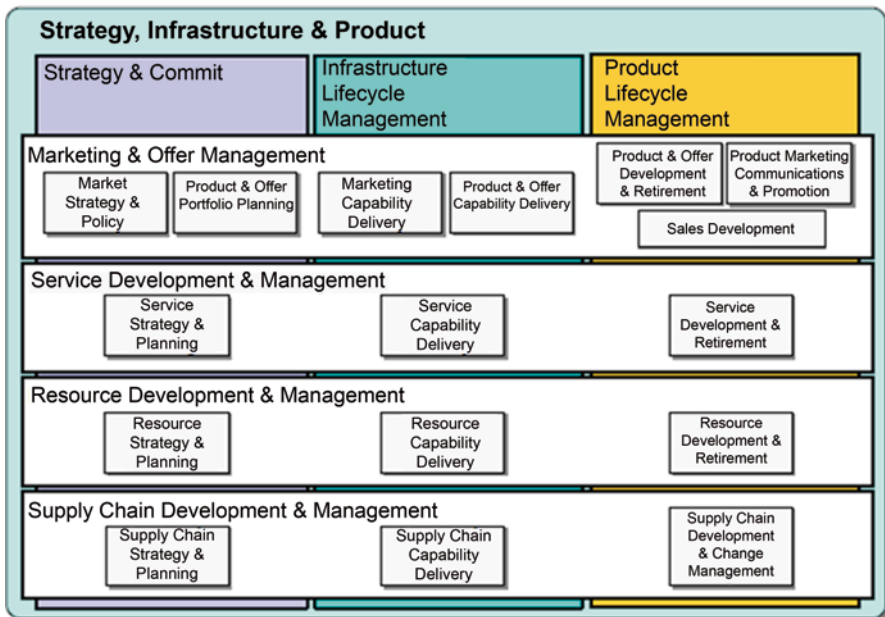 Strategy, Infrastructure & Product
Strategy & Commit
Infrastructure
Lifecycle
Management
Product
Lifecycle
Management
Marketing & Offer Management
Market
Strategy &
Policy
Product & Offer
Portfolio Planning
Marketing
Capability
Delivery
Product & Offer
Capability Delivery
Product & Offer
Development
& Retirement
Product Marketing
Communications
& Promotion
Sales Development
Service Development & Management
Service
Strategy &
Planning
Service
Capability
Delivery
Service
Development &
Retirement
Resource Development & Management
Resource
Strategy &
Planning
Resource
Capability
Delivery
Resource
Development &
Retirement
Supply Chain Development & Management
Supply Chain
Strategy &
Planning
Supply Chain
Capability
Delivery
Supply Chain
Development
& Change
Management